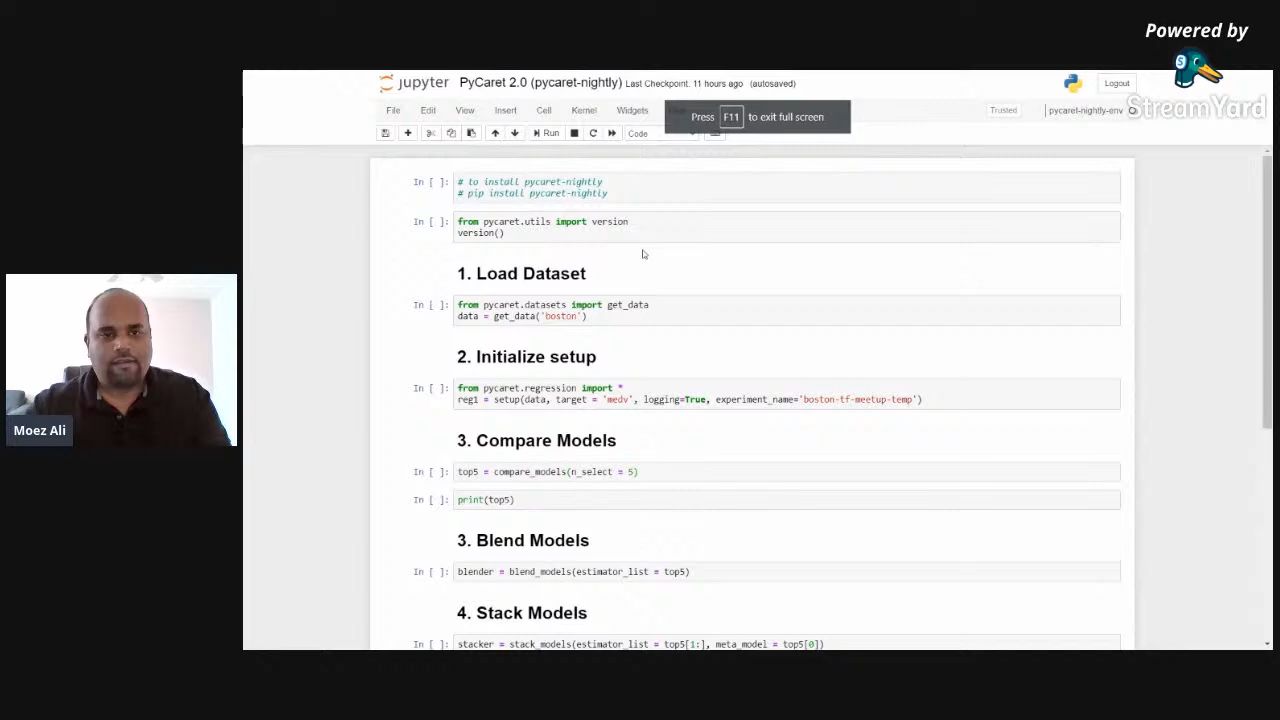 Powered by
StreamYard
jupyter PyCaret 2.0 (pycaret-nightly) Last Checkpoint: 11 hours ago (autosaved)
Logout
File Edit View Insert Cell Kernel Widgets
Press F11 to exit full screen
Trusted
pycaret-nightly-env
Run
Code
In [ ]: # to install pycaret-nightly
# pip install pycaret-nightly
In [ ]: from pycaret.utils import version
version()
1. Load Dataset
In [ ]: from pycaret.datasets import get_data
data = get_data('boston')
2. Initialize setup
In [ ]: from pycaret.regression import *
reg1 = setup(data, target = 'medv', logging=True, experiment_name='boston-tf-meetup-temp')
3. Compare Models
In [ ]: top5 = compare_models(n_select = 5)
In [ ]: print(top5)
3. Blend Models
In [ ]: blender = blend_models(estimator_list = top5)
4. Stack Models
In [ ]: stacker = stack_models(estimator_list = top5[1:], meta_model = top5[0])
Moez Ali